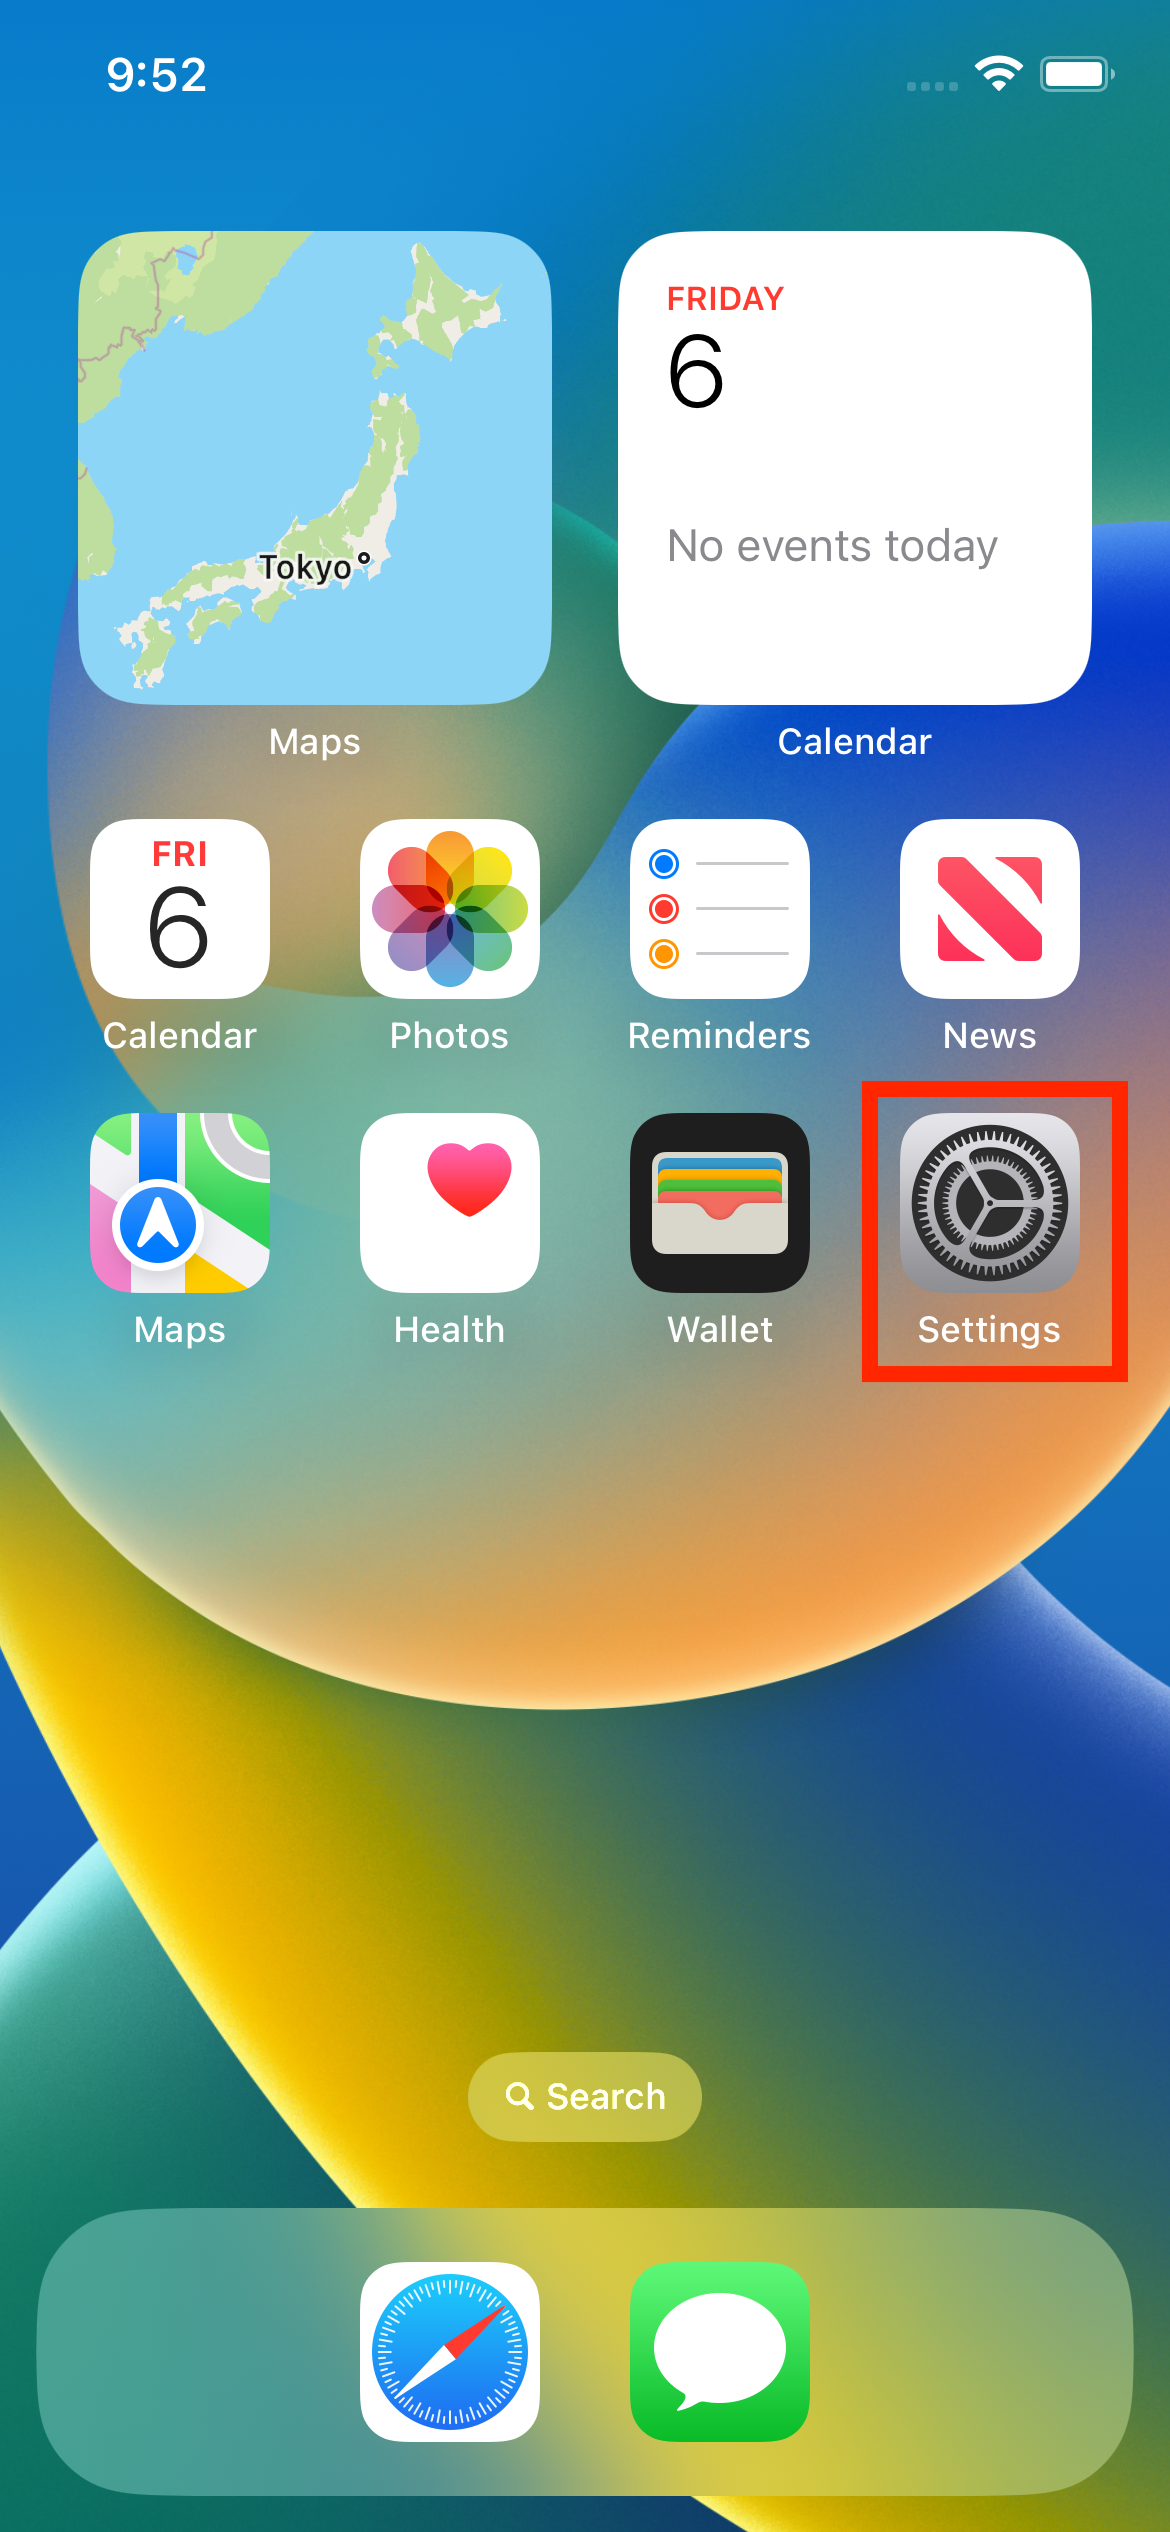 9:52
FRIDAY
6
No events today
Tokyo
Maps
Calendar
FRI
6
Calendar
Photos
Reminders
News
Maps
Health
Wallet
Settings
Search